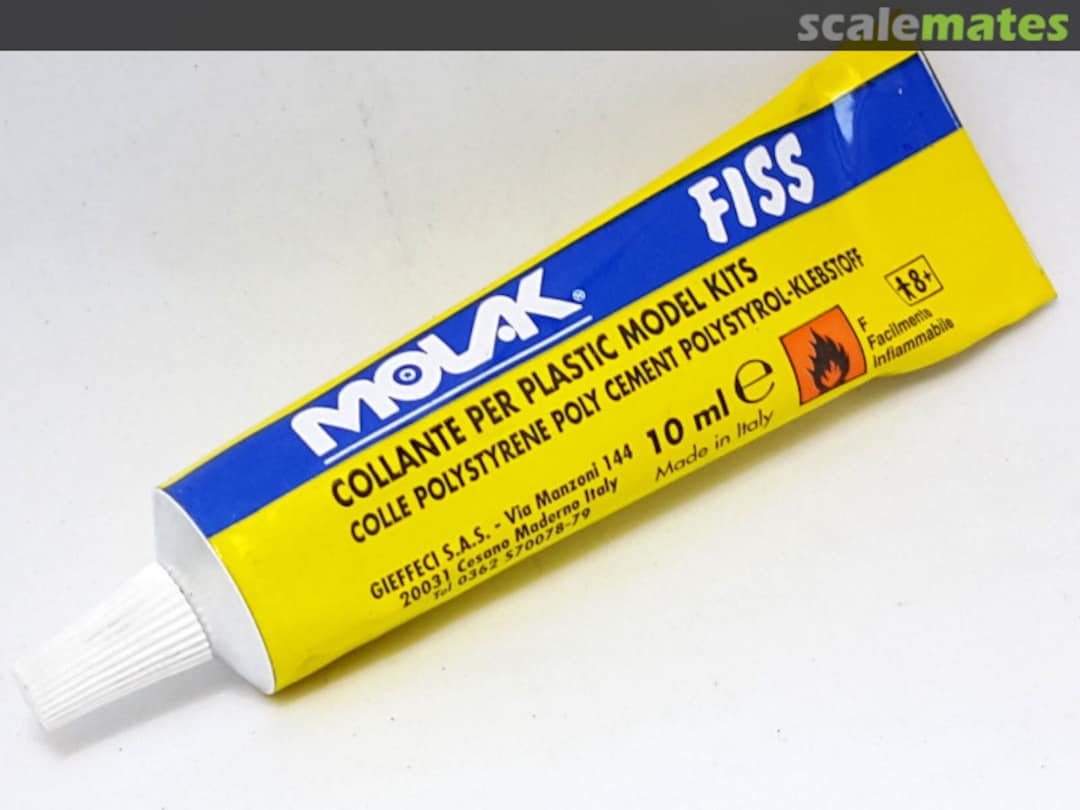 scalemates
FISS
MOLAK®
COLLANTE PER PLASTIC MODEL KITS
COLLE POLYSTYRENE POLY CEMENT POLYSTYROL-KLEBSTOFF
GIEFFECI S.A.S. - Via Manzoni 144
20031 Cesano Maderno Italy
Tel 0362 570078-79
10 ml e
Made in Italy
8+
F
Facilmente
infiammabile